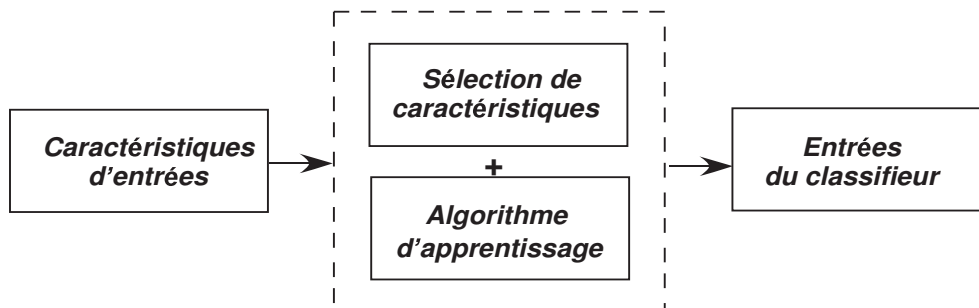 Caractéristiques
d'entrées
Sélection de
caractéristiques
+
Algorithme
d'apprentissage
Entrées
du classifieur